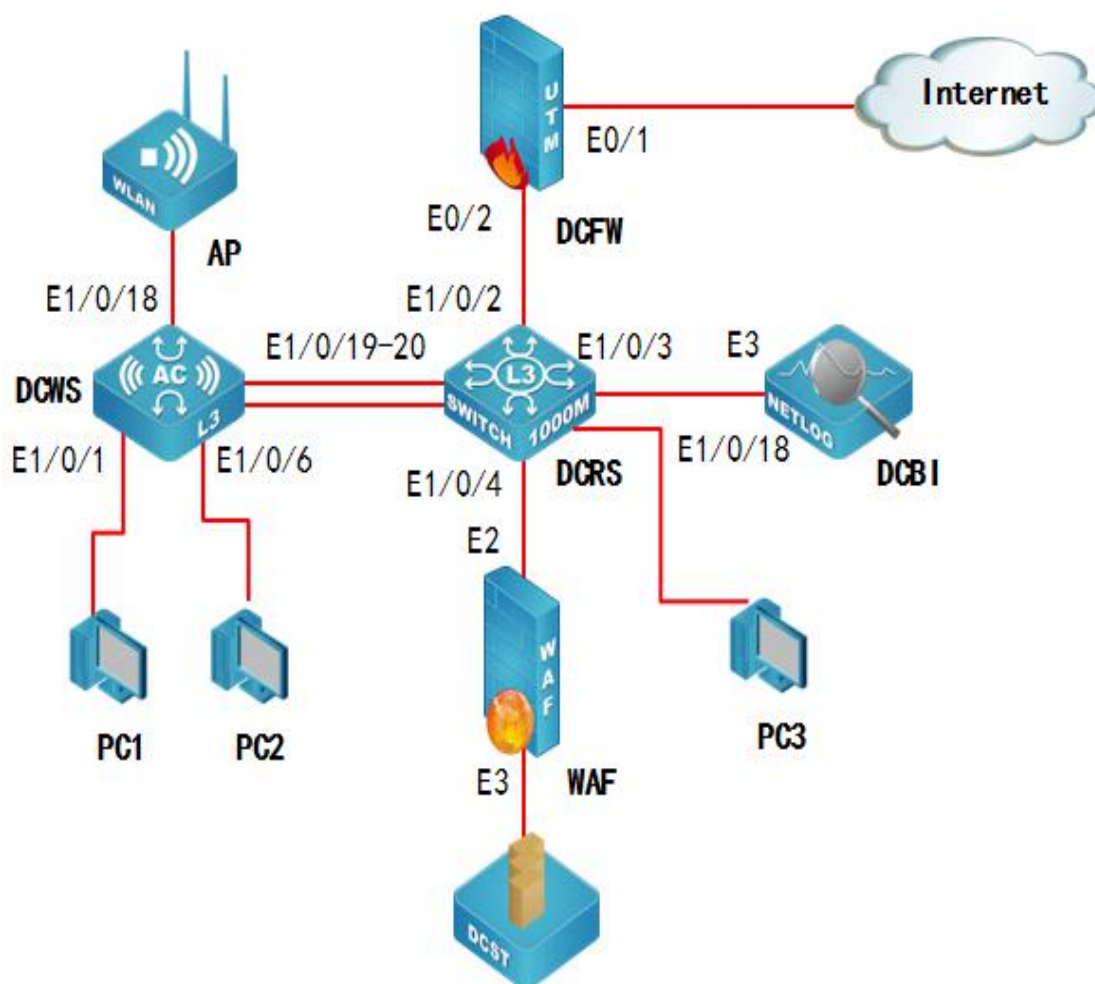 UTM
Internet
E0/1
WLAN
AP
E0/2
DCFW
E1/0/18
E1/0/2
E1/0/19-20
E1/0/3
E3
DCWS
AC
L3
L3
SWITCH
1000M
NETLOG
E1/0/1
E1/0/6
E1/0/4
DCRS
E1/0/18
DCBI
E2
WAF
PC1
PC2
E3
WAF
PC3
DCST